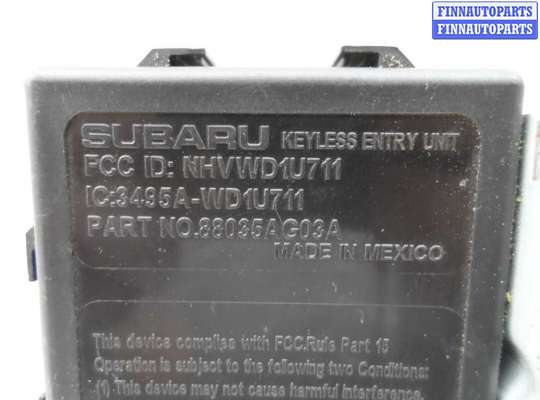 FINNAUTOPARTS
FINNAUTOPARTS
SUBARU KEYLESS ENTRY UNIT
FCC ID: NHVWD1U711
IC:3495A-WD1U711
PART NO.88035AG03A
MADE IN MEXICO
This device complies with FCC.Rule Part 15
Operation is subject to the following two Conditions:
(1) This device may not cause harmful interference.